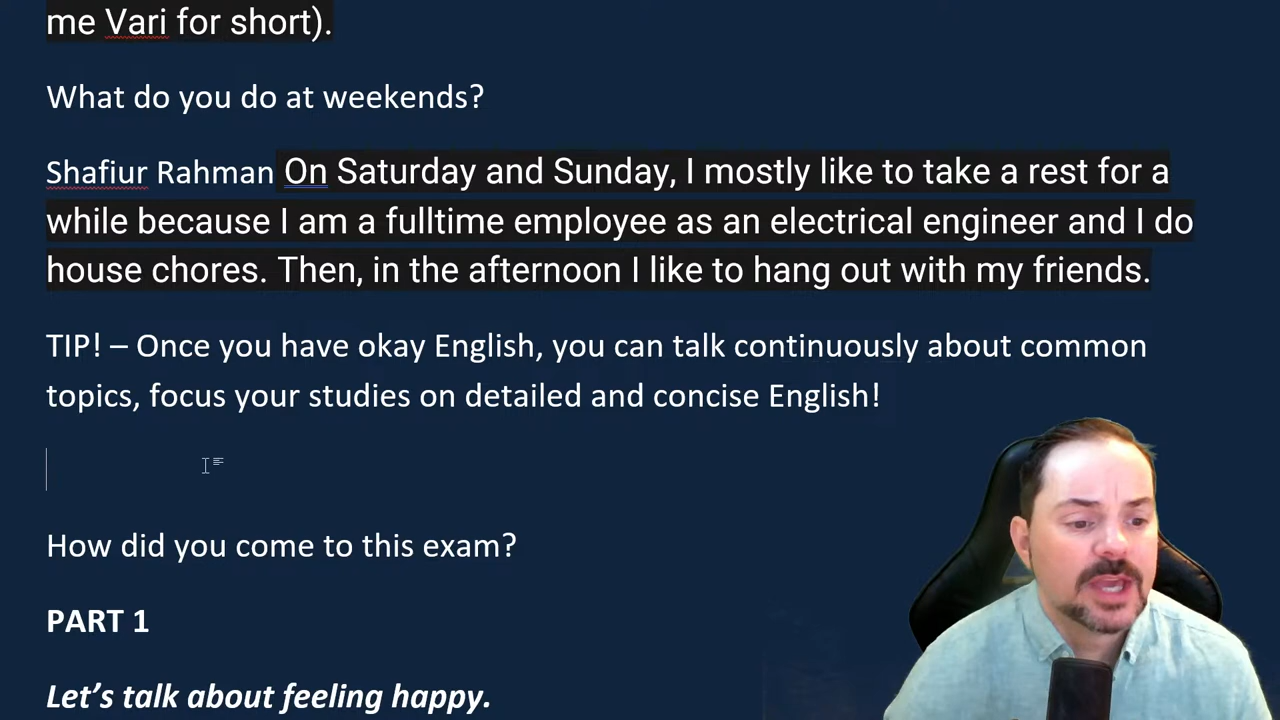 me Vari for short).
What do you do at weekends?
Shafiur Rahman On Saturday and Sunday, I mostly like to take a rest for a
while because I am a fulltime employee as an electrical engineer and I do
house chores. Then, in the afternoon I like to hang out with my friends.
TIP! – Once you have okay English, you can talk continuously about common
topics, focus your studies on detailed and concise English!
How did you come to this exam?
PART 1
Let’s talk about feeling happy.